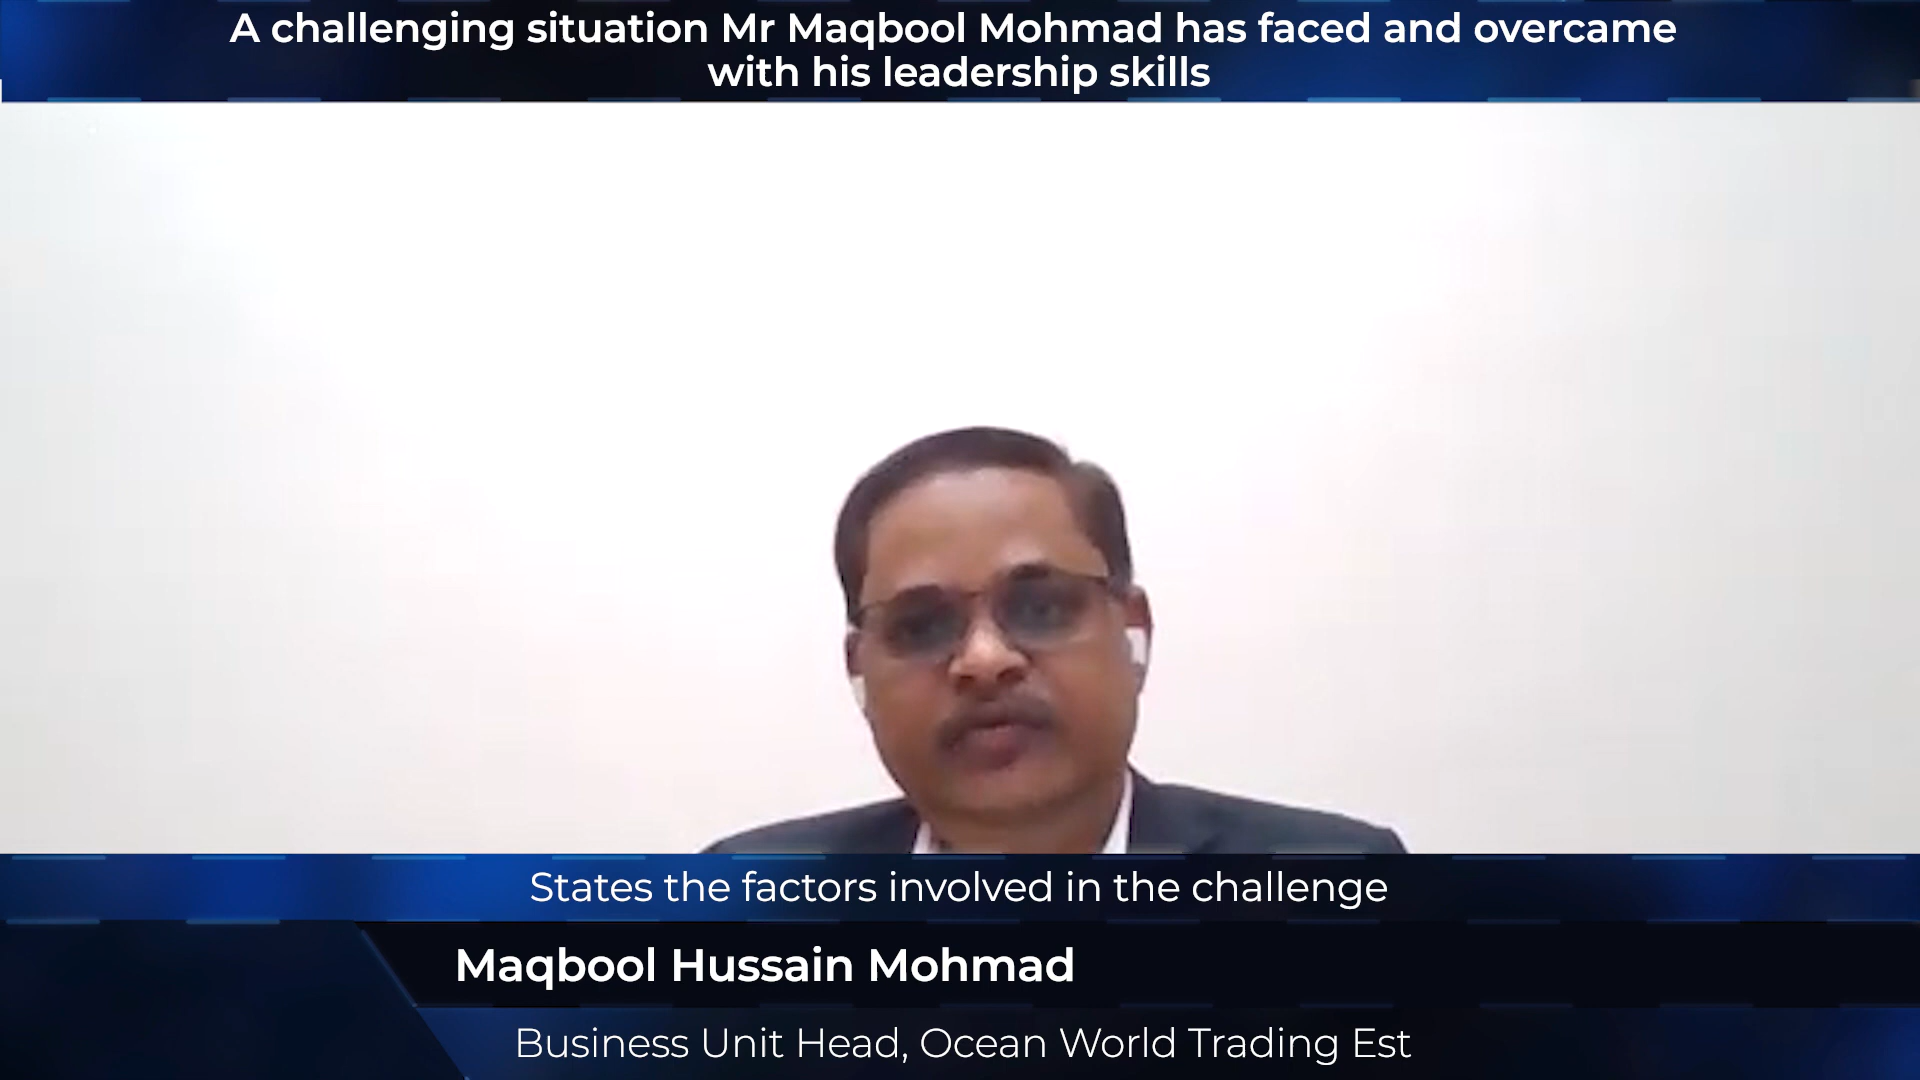 A challenging situation Mr Maqbool Mohmad has faced and overcame
with his leadership skills
States the factors involved in the challenge
Maqbool Hussain Mohmad
Business Unit Head, Ocean World Trading Est